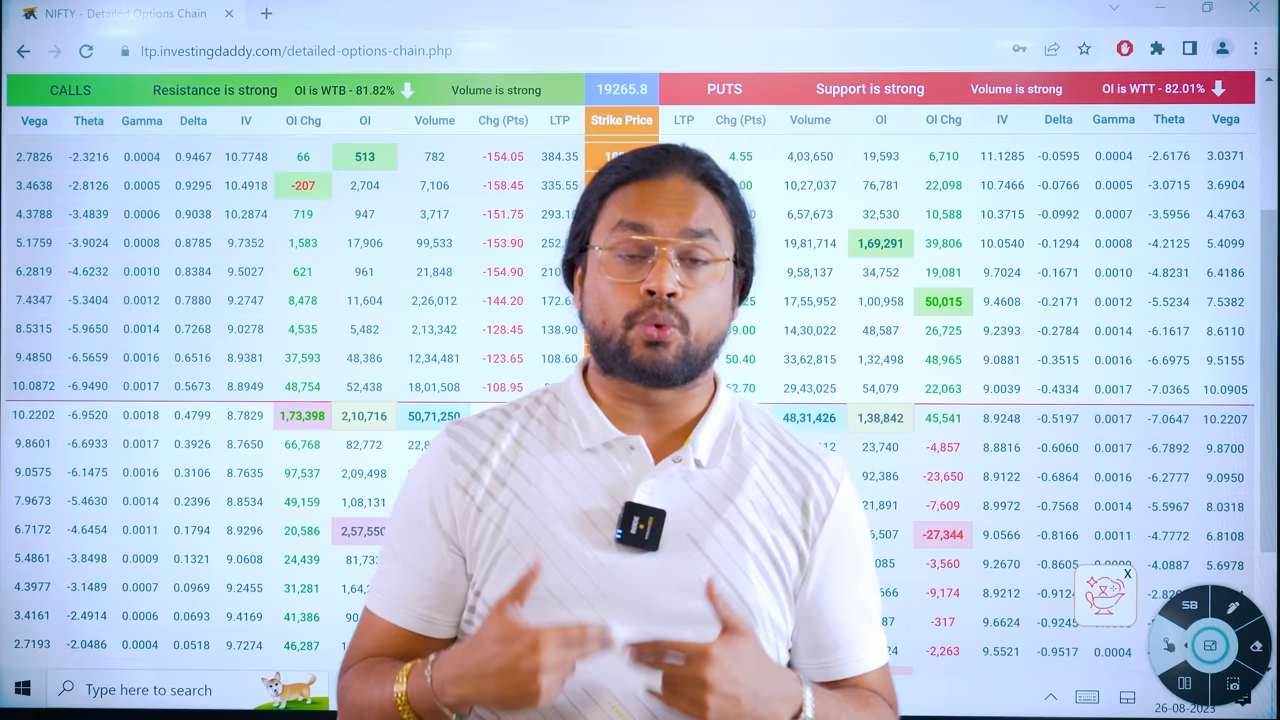 NIFTY - Detailed Options Chain
ltp.investingdaddy.com/detailed-options-chain.php
CALLS Resistance is strong OI is WTB - 81.82% Volume is strong 19265.8 PUTS Support is strong Volume is strong OI is WTT - 82.01%
Vega Theta Gamma Delta IV OI Chg OI Volume Chg (Pts) LTP Strike Price LTP Chg (Pts) Volume OI OI Chg IV Delta Gamma Theta Vega
2.7826 -2.3216 0.0004 0.9467 10.7748 66 513 782 -154.05 384.35 4.55 4,03,650 19,593 6,710 11.1285 -0.0595 0.0004 -2.6176 3.0371
3.4638 -2.8126 0.0005 0.9295 10.4918 -207 2,704 7,106 -158.45 335.55 10,27,037 76,781 22,098 10.7466 -0.0766 0.0005 -3.0715 3.6904
4.3788 -3.4839 0.0006 0.9038 10.2874 719 947 3,717 -151.75 6,57,673 32,530 10,588 10.3715 -0.0992 0.0007 -3.5956 4.4763
5.1759 -3.9024 0.0008 0.8785 9.7352 1,583 17,906 99,533 -153.90 19,81,714 1,69,291 39,806 10.0540 -0.1294 0.0008 -4.2125 5.4099
6.2819 -4.6232 0.0010 0.8384 9.5027 621 961 21,848 -154.90 9,58,137 34,752 19,081 9.7024 -0.1671 0.0010 -4.8231 6.4186
7.4347 -5.3404 0.0012 0.7880 9.2747 8,478 11,604 2,26,012 -144.20 17,55,952 1,00,958 50,015 9.4608 -0.2171 0.0012 -5.5234 7.5382
8.5315 -5.9650 0.0014 0.7268 9.0278 4,535 5,482 2,13,342 -128.45 138.90 14,30,022 48,587 26,725 9.2393 -0.2784 0.0014 -6.1617 8.6110
9.4850 -6.5659 0.0016 0.6516 8.9381 37,593 48,386 12,34,481 -123.65 108.60 50.40 33,62,815 1,32,498 48,965 9.0881 -0.3515 0.0016 -6.6975 9.5155
10.0872 -6.9490 0.0017 0.5673 8.8949 48,754 52,438 18,01,508 -108.95 29,43,025 54,079 22,063 9.0039 -0.4334 0.0017 -7.0365 10.0905
10.2202 -6.9520 0.0018 0.4799 8.7829 1,73,398 2,10,716 50,71,250 48,31,426 1,38,842 45,541 8.9248 -0.5197 0.0017 -7.0647 10.2207
9.8601 -6.6933 0.0017 0.3926 8.7650 66,768 82,772 23,740 -4,857 8.8816 -0.6060 0.0017 -6.7892 9.8700
9.0575 -6.1475 0.0016 0.3106 8.7635 97,537 2,09,498 92,386 -23,650 8.9122 -0.6864 0.0016 -6.2777 9.0950
7.9673 -5.4630 0.0014 0.2396 8.8534 49,159 1,08,131 -7,609 8.9972 -0.7568 0.0014 -5.5967 8.0318
6.7172 -4.6454 0.0011 0.1794 8.9296 20,586 2,57,550 -27,344 9.0566 -0.8166 0.0011 -4.7772 6.8108
5.4861 -3.8498 0.0009 0.1321 9.0608 24,439 -3,560 9.2670 -0.8605 -4.0887 5.6978
4.3977 -3.1489 0.0007 0.0969 9.2455 31,281 -9,174 8.9212 X
3.4161 -2.4914 0.0006 0.0693 9.4169 41,386 -317 9.6624 -0.9245 SB
2.7193 -2.0486 0.0004 0.0518 9.7274 46,287 -2,263 9.5521 -0.9517 0.0004
Type here to search
26-08-2023